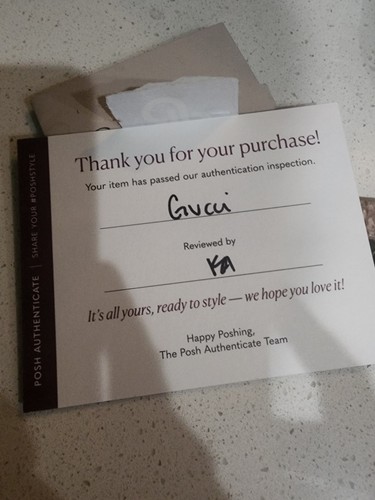 Thank you for your purchase!
Your item has passed our authentication inspection.
Gucci
Reviewed by
KA
It's all yours, ready to style — we hope you love it!
Happy Poshing,
The Posh Authenticate Team
POSH AUTHENTICATE | SHARE YOUR #POSHSTYLE